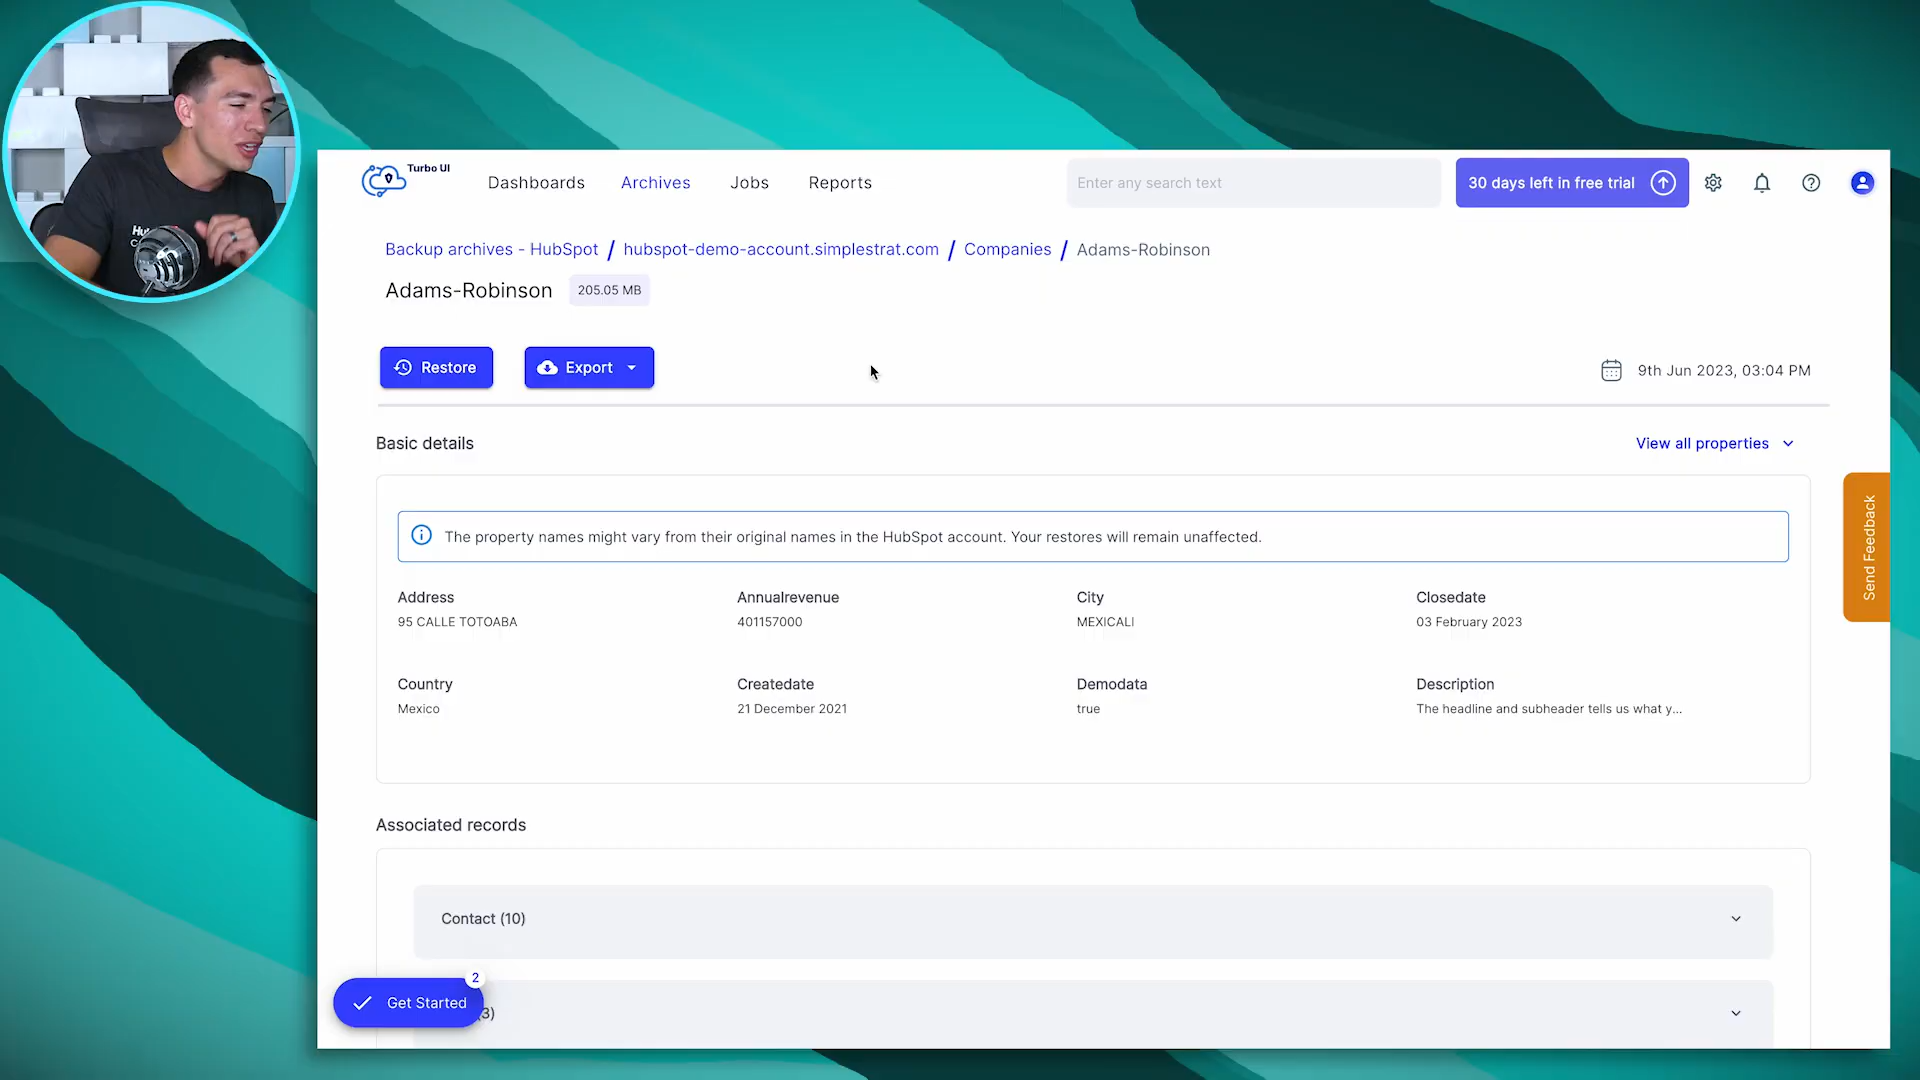 Turbo UI
Dashboards
Archives
Jobs
Reports
Enter any search text
30 days left in free trial
Backup archives - HubSpot / hubspot-demo-account.simplestrat.com / Companies / Adams-Robinson
Adams-Robinson
205.05 MB
Restore
Export
9th Jun 2023, 03:04 PM
Basic details
View all properties
The property names might vary from their original names in the HubSpot account. Your restores will remain unaffected.
Address
95 CALLE TOTOABA
Annualrevenue
401157000
City
MEXICALI
Closedate
03 February 2023
Country
Mexico
Createdate
21 December 2021
Demodata
true
Description
The headline and subheader tells us what y...
Send Feedback
Associated records
Contact (10)
2
Get Started
(3)